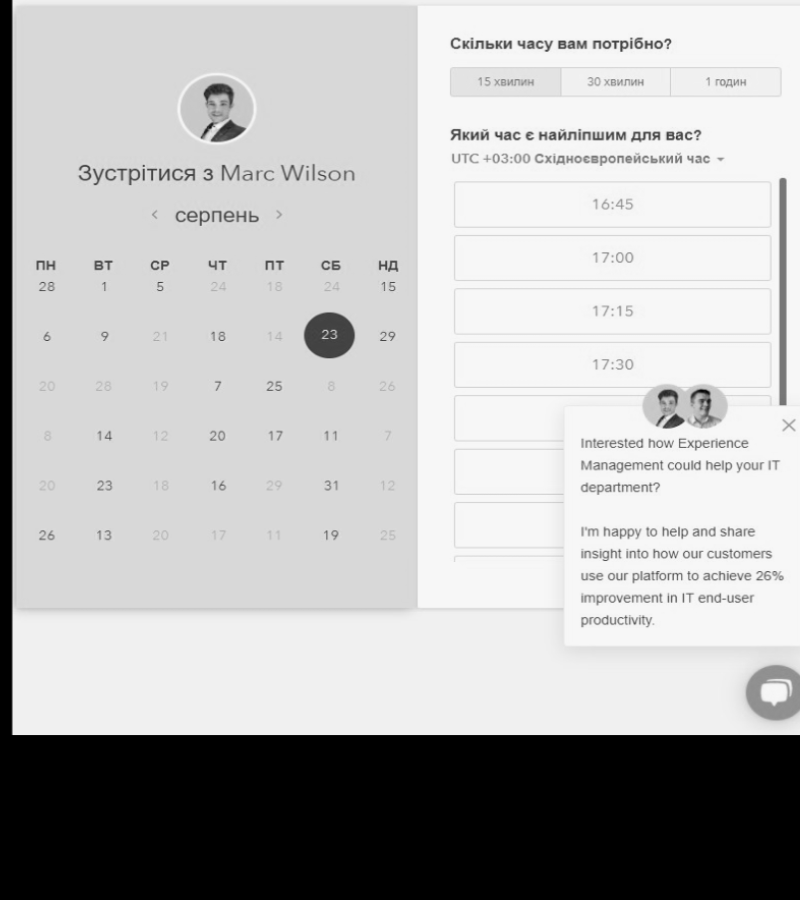 Зустрітися з Marc Wilson
< серпень >
ПН ВТ СР ЧТ ПТ СБ НД
28 1 5 24 18 24 15
6 9 21 18 14 23 29
20 28 19 7 25 8 26
8 14 12 20 17 11 7
20 23 18 16 29 31 12
26 13 20 17 11 19 25
Скільки часу вам потрібно?
15 хвилин 30 хвилин 1 годин
Який час є найліпшим для вас?
UTC +03:00 Східноєвропейський час
16:45
17:00
17:15
17:30
Interested how Experience
Management could help your IT
department?
I'm happy to help and share
insight into how our customers
use our platform to achieve 26%
improvement in IT end-user
productivity.